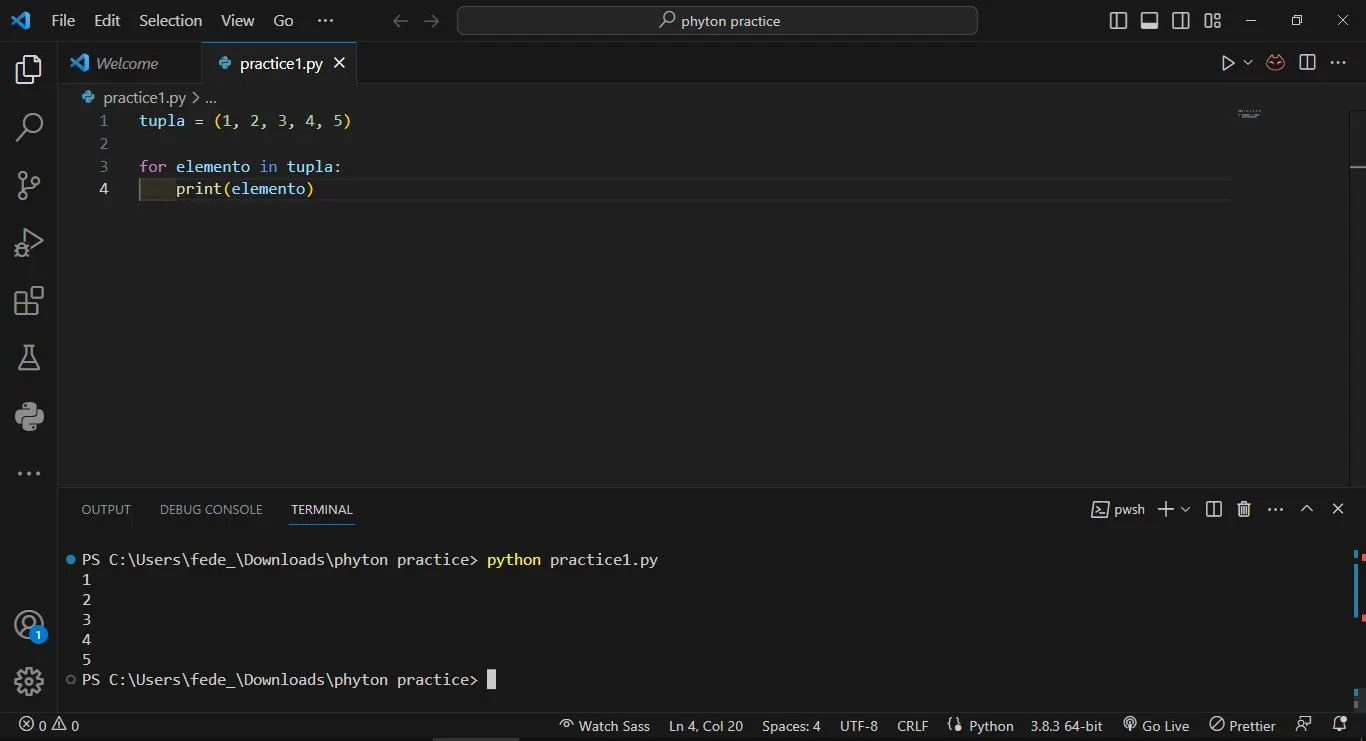 File Edit Selection View Go ··· phyton practice
Welcome practice1.py
practice1.py > ...
1 tupla = (1, 2, 3, 4, 5)
2
3 for elemento in tupla:
4     print(elemento)
OUTPUT DEBUG CONSOLE TERMINAL pwsh
PS C:\Users\fede_\Downloads\phyton practice> python practice1.py
1
2
3
4
5
PS C:\Users\fede_\Downloads\phyton practice>
1
0 0 Watch Sass Ln 4, Col 20 Spaces: 4 UTF-8 CRLF Python 3.8.3 64-bit Go Live Prettier